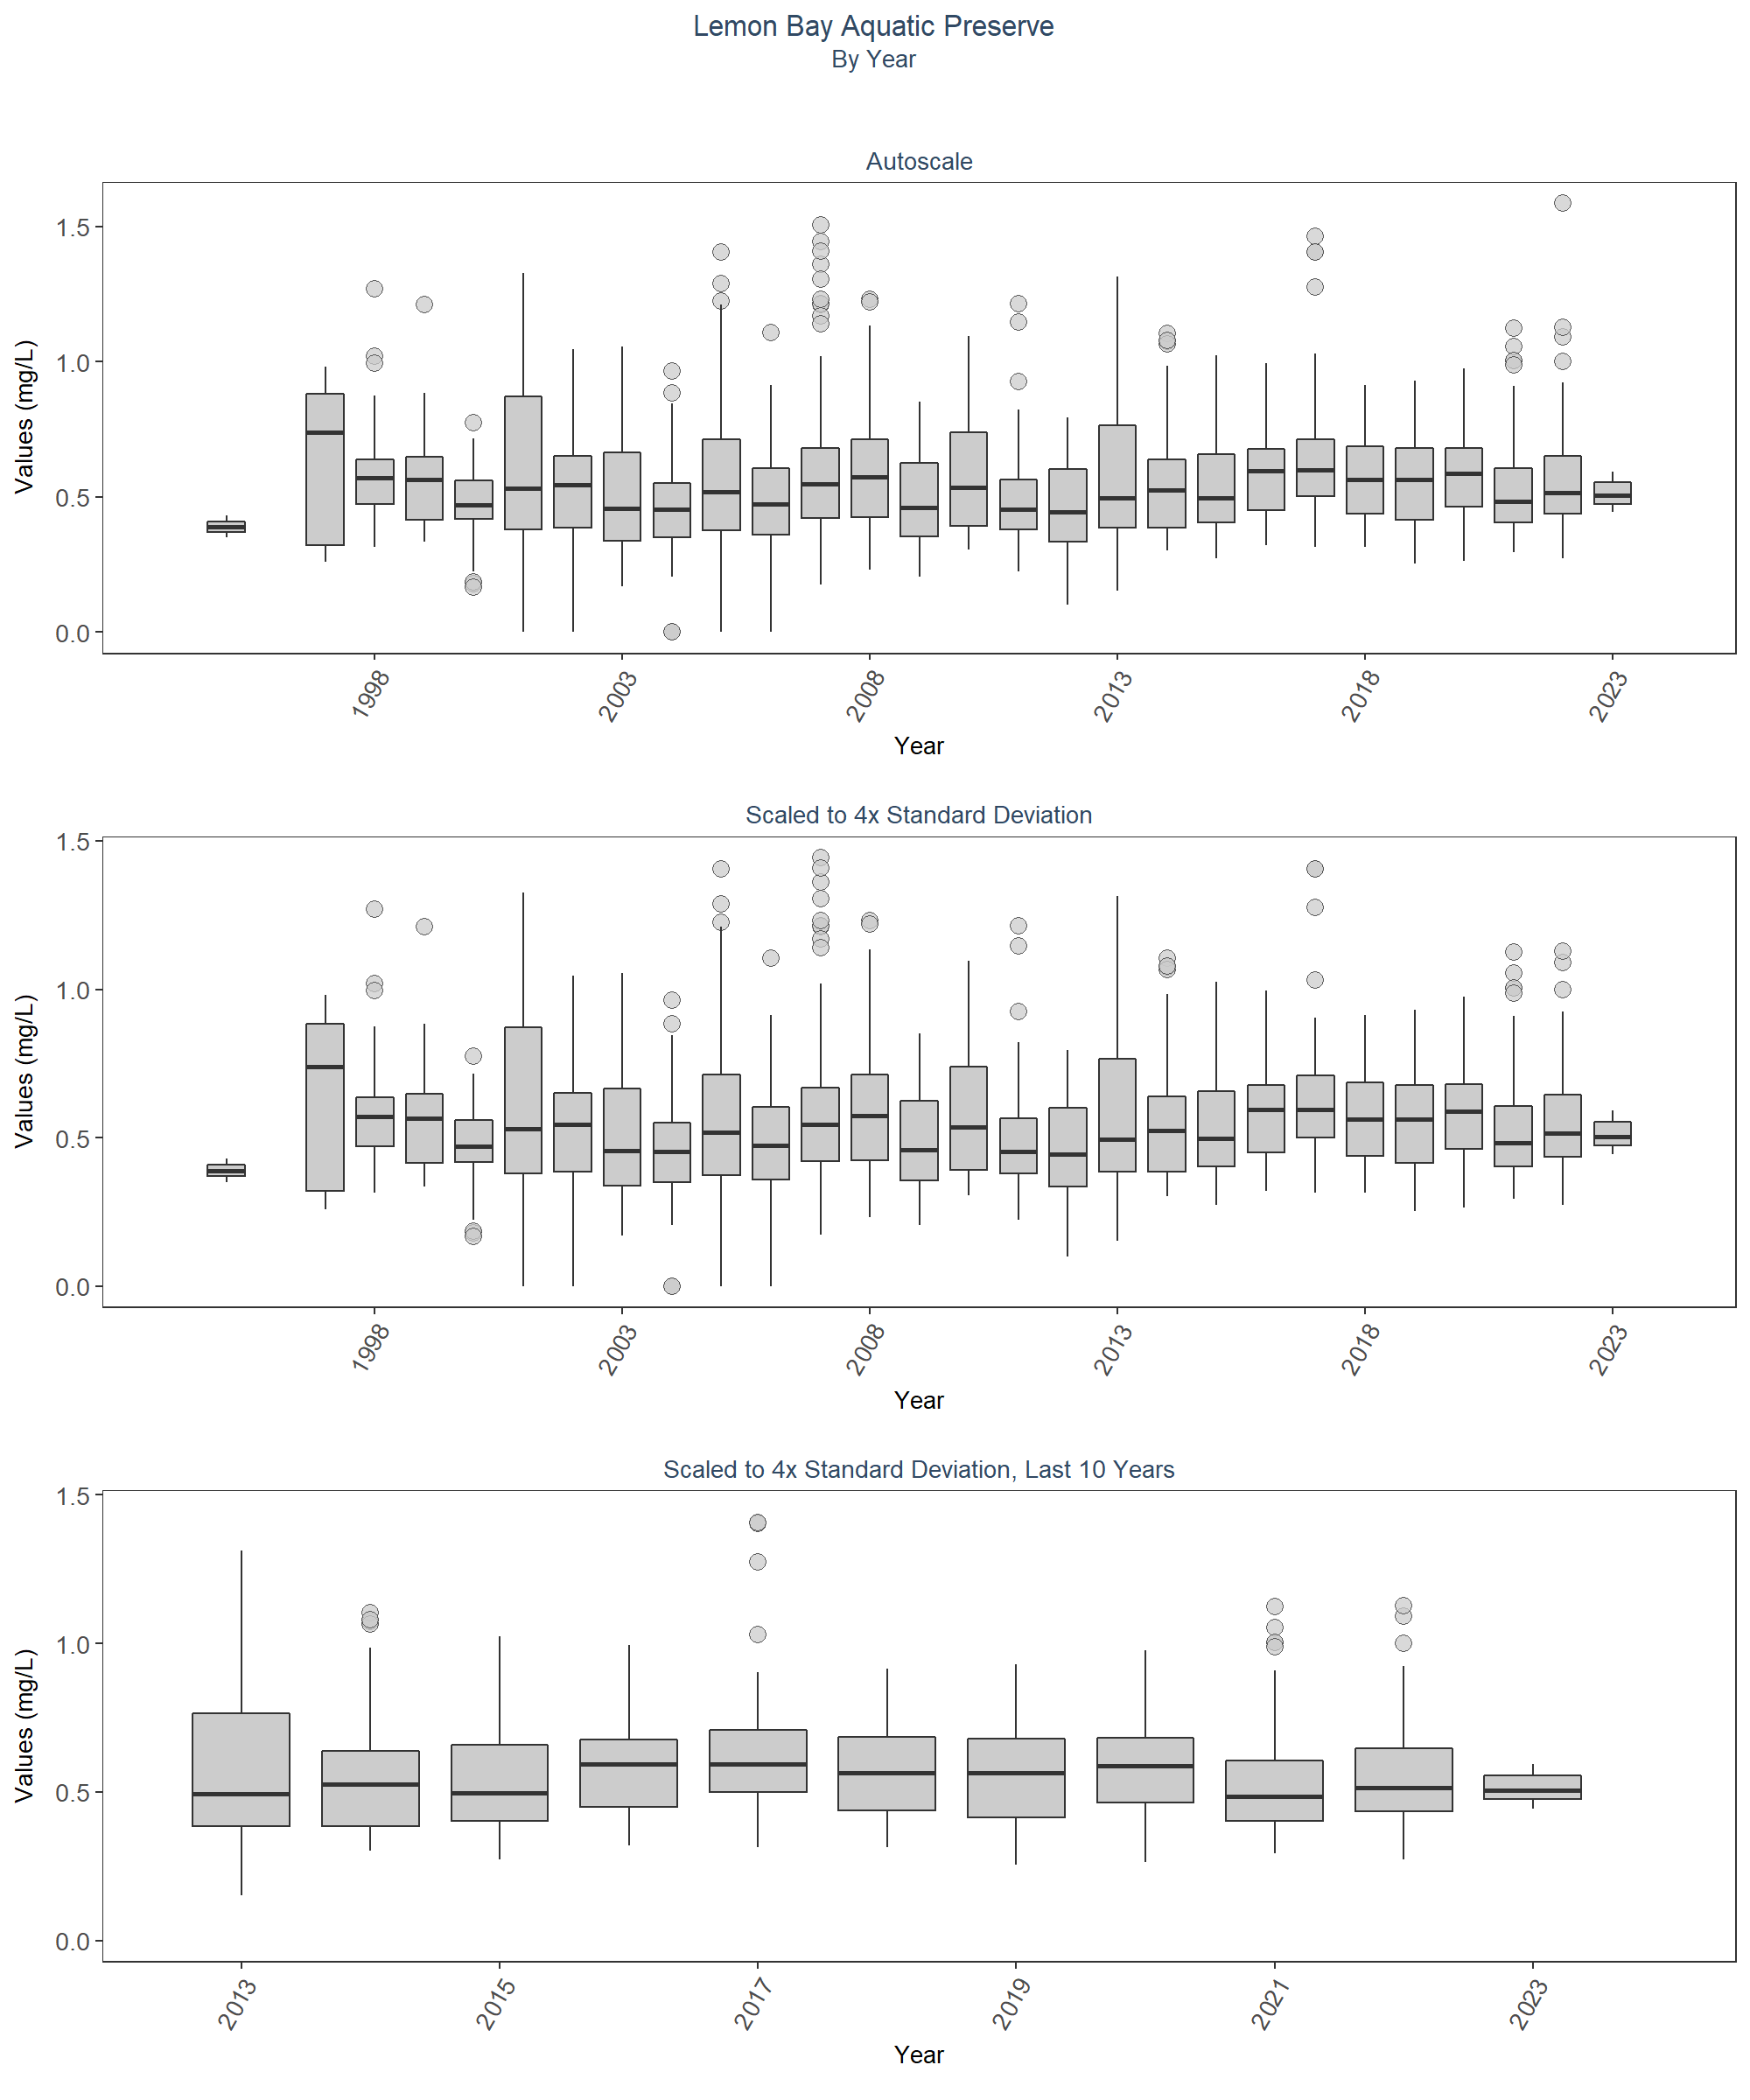 Lemon Bay Aquatic Preserve
By Year
Autoscale
Values (mg/L)
1.5
1.0
0.5
0.0
1998 2003 2008 2013 2018 2023
Year
Scaled to 4x Standard Deviation
Values (mg/L)
1.5
1.0
0.5
0.0
1998 2003 2008 2013 2018 2023
Year
Scaled to 4x Standard Deviation, Last 10 Years
Values (mg/L)
1.5
1.0
0.5
0.0
2013 2015 2017 2019 2021 2023
Year